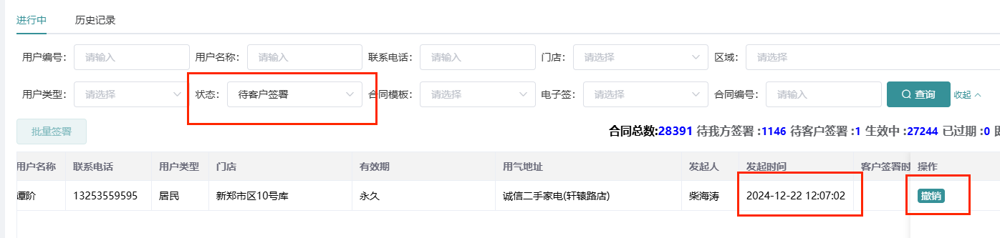 进行中 历史记录
用户编号： 请输入 用户名称： 请输入 联系电话： 请输入 门店： 请选择 区域： 请选择
用户类型： 请选择 状态： 待客户签署 合同模板： 请选择 电子签： 请选择 合同编号： 请输入 查询 收起
批量签署 合同总数:28391 待我方签署 :1146 待客户签署 :1 生效中 :27244 已过期 :0
用户名称 联系电话 用户类型 门店 有效期 用气地址 发起人 发起时间 客户签署时 操作
谭阶 13253559595 居民 新郑市区10号库 永久 诚信二手家电(轩辕路店) 柴海涛 2024-12-22 12:07:02 撤销